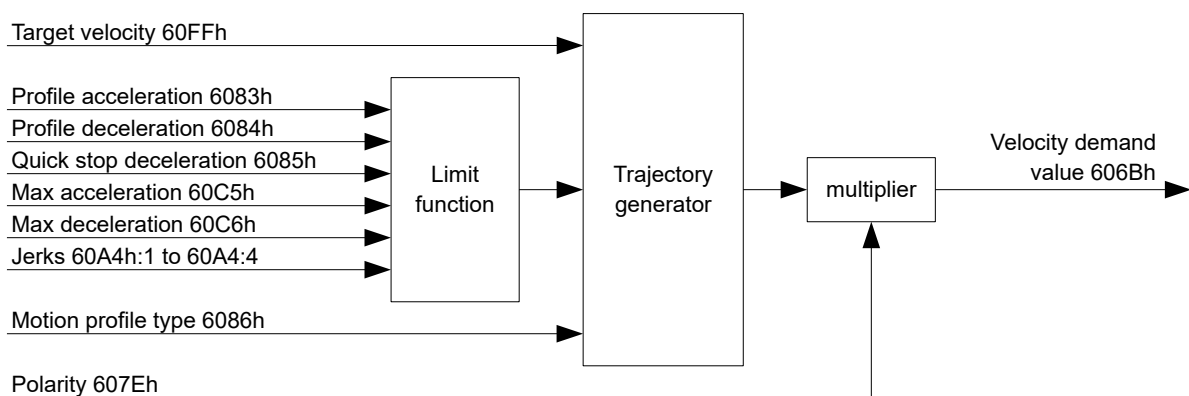 Target velocity 60FFh
Profile acceleration 6083h
Profile deceleration 6084h
Quick stop deceleration 6085h
Max acceleration 60C5h
Max deceleration 60C6h
Jerks 60A4h:1 to 60A4:4
Limit
function
Trajectory
generator
multiplier
Velocity demand
value 606Bh
Motion profile type 6086h
Polarity 607Eh